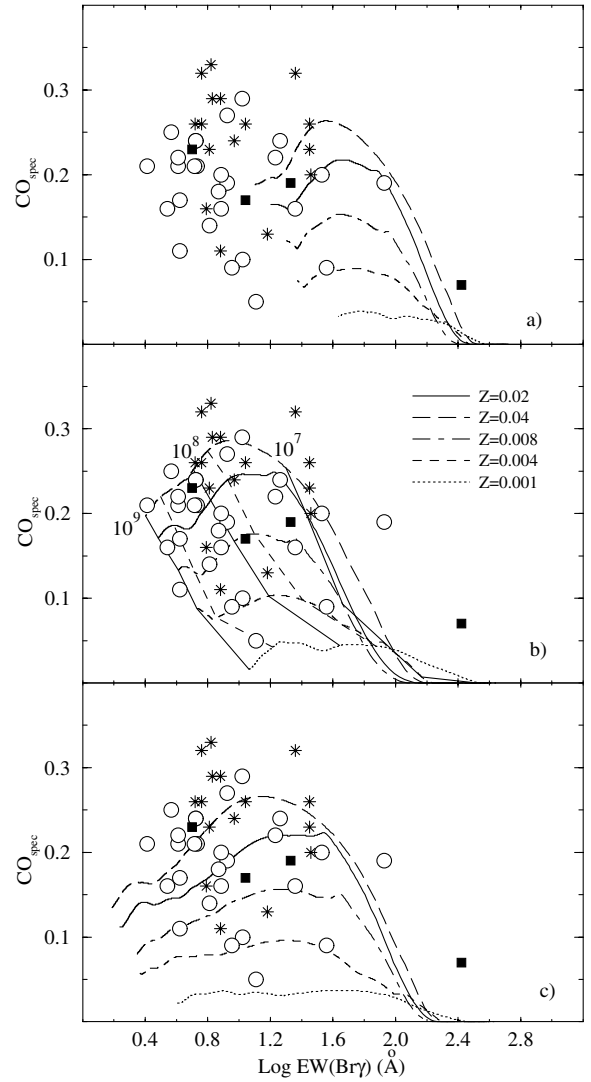 CO_spec
0.3
0.2
0.1
a)
CO_spec
0.3
0.2
0.1
10^8
10^7
10^9
Z=0.02
Z=0.04
Z=0.008
Z=0.004
Z=0.001
b)
CO_spec
0.3
0.2
0.1
c)
0.4 0.8 1.2 1.6 2.0 2.4 2.8
Log EW(Brγ) (Å)